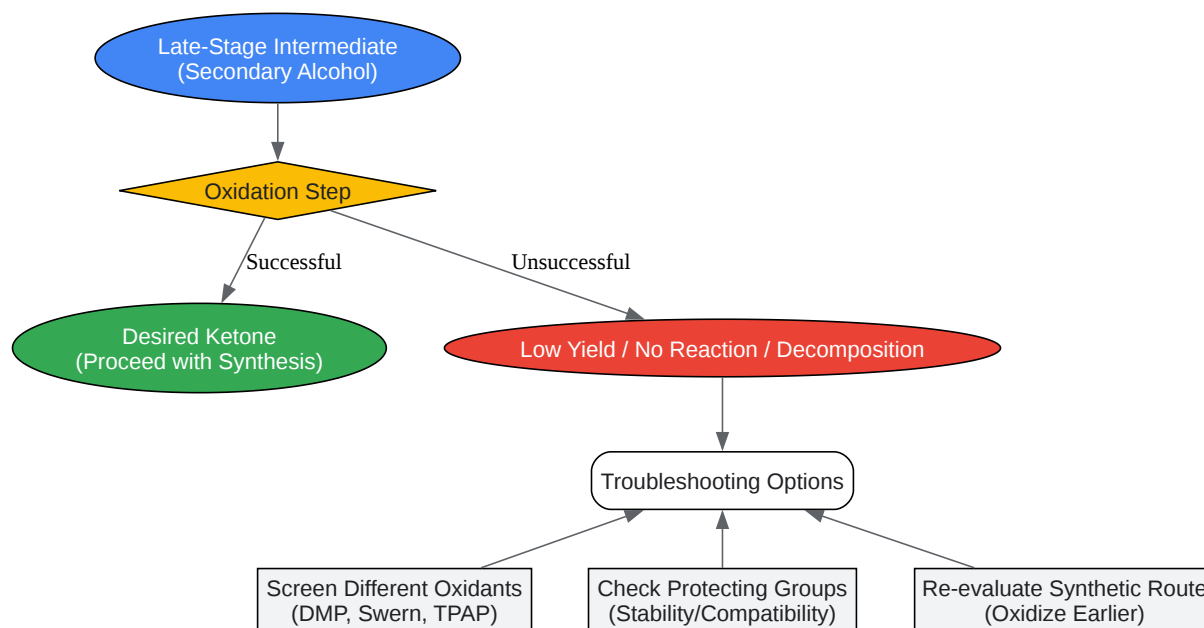 Late-Stage Intermediate
(Secondary Alcohol)
Oxidation Step
Successful
Unsuccessful
Desired Ketone
(Proceed with Synthesis)
Low Yield / No Reaction / Decomposition
Troubleshooting Options
Screen Different Oxidants
(DMP, Swern, TPAP)
Check Protecting Groups
(Stability/Compatibility)
Re-evaluate Synthetic Route
(Oxidize Earlier)